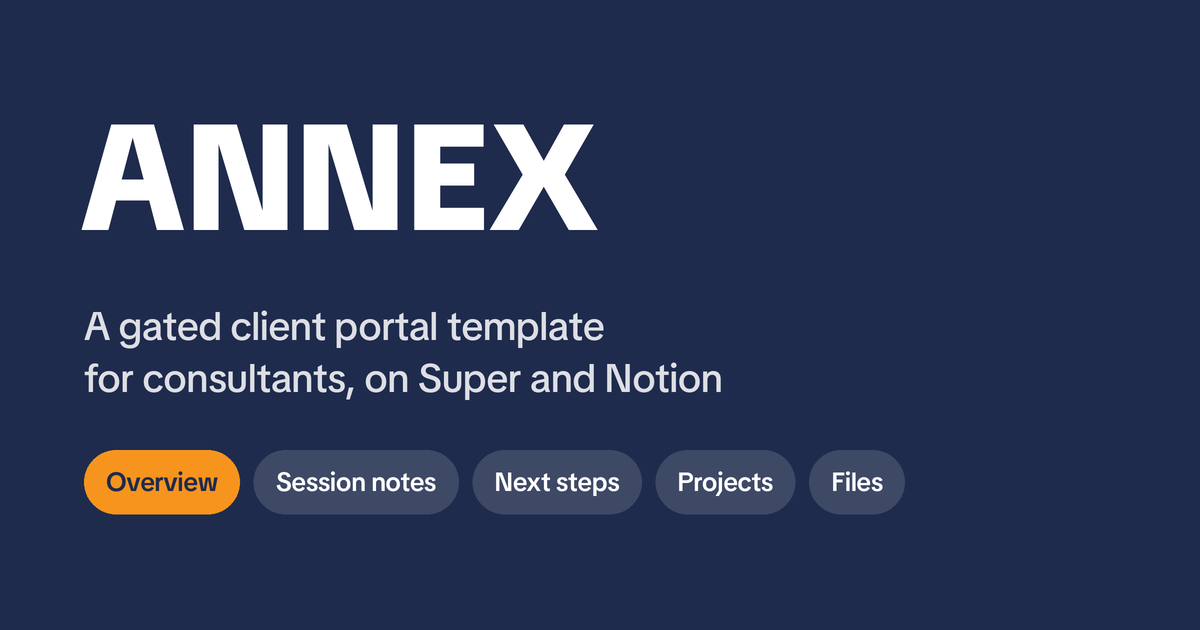 ANNEX
A gated client portal template
for consultants, on Super and Notion
Overview Session notes Next steps Projects Files